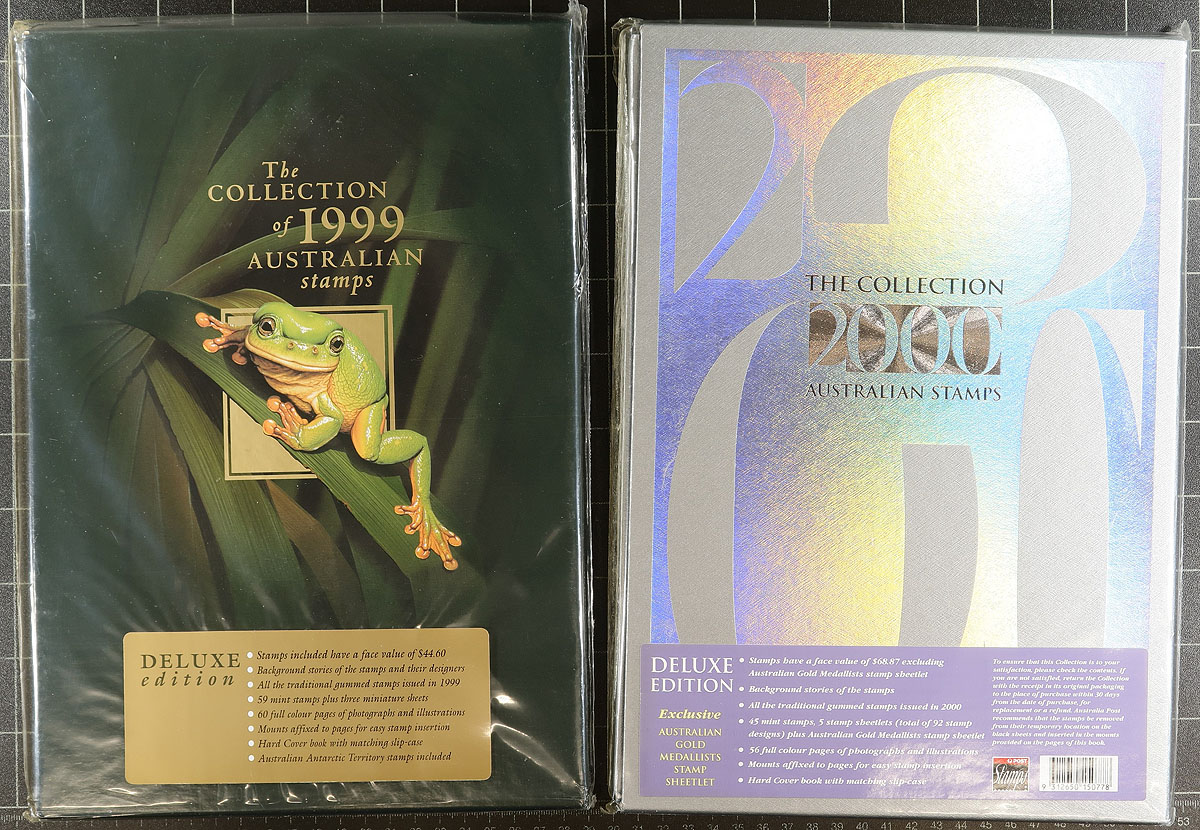 The
COLLECTION
of 1999
AUSTRALIAN
stamps
DELUXE
edition
Stamps included have a face value of $44.60
Background stories of the stamps and their designers
All the traditional gummed stamps issued in 1999
59 mint stamps plus three miniature sheets
60 full colour pages of photographs and illustrations
Mounts affixed to pages for easy stamp insertion
Hard Cover book with matching slip-case
Australian Antarctic Territory stamps included
THE COLLECTION
2000
AUSTRALIAN STAMPS
DELUXE
EDITION
Exclusive
AUSTRALIAN
GOLD
MEDALLISTS
STAMP
SHEETLET
Stamps have a face value of $68.87 excluding
Australian Gold Medallists stamp sheetlet
Background stories of the stamps
All the traditional gummed stamps issued in 2000
45 mint stamps, 5 stamp sheetlets (total of 92 stamp
designs) plus Australian Gold Medallists stamp sheetlet
56 full colour pages of photographs and illustrations
Mounts affixed to pages for easy stamp insertion
Hard Cover book with matching slip-case
To ensure that this Collection is to your
satisfaction, please check the contents. If
you are not satisfied, return the Collection
with the receipt in its original packaging
to the place of purchase within 30 days
from the date of purchase, for
replacement or a refund. Australia Post
recommends that the stamps be removed
from their temporary location on the
black sheets and inserted in the mounts
provided on the pages of this book.
POST
Stamps
9 312650 150778